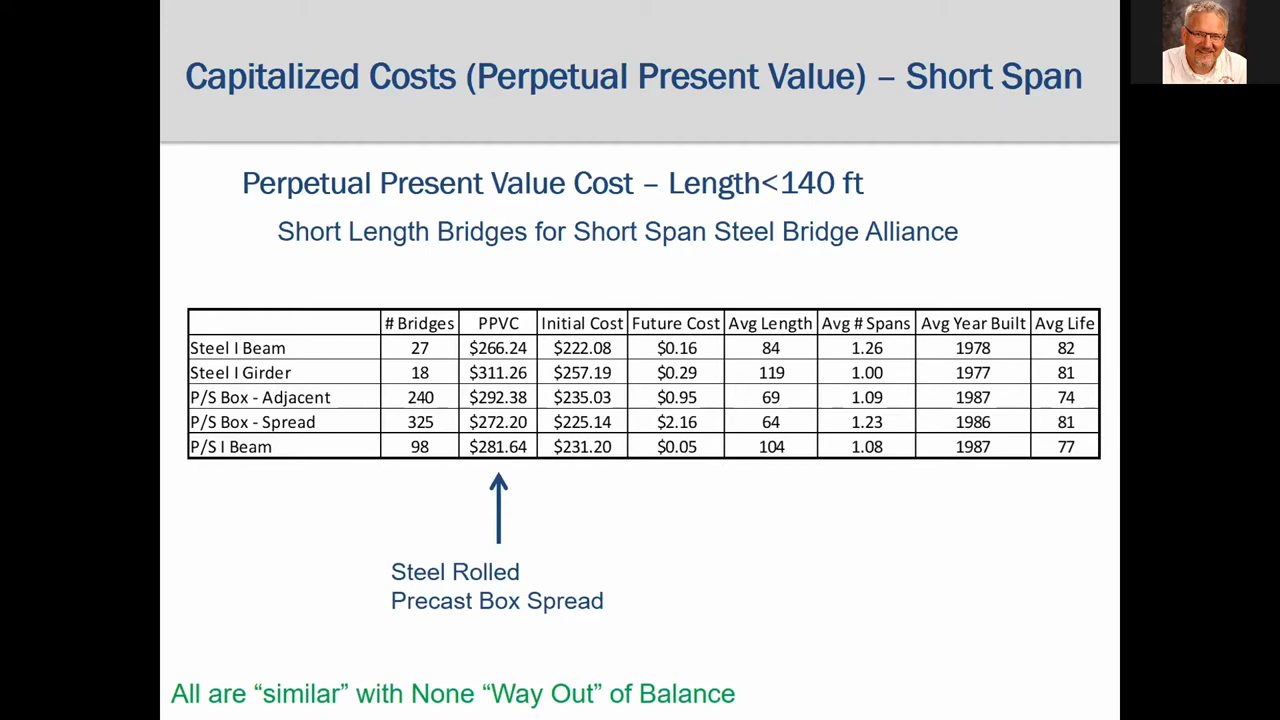 Capitalized Costs (Perpetual Present Value) – Short Span
Perpetual Present Value Cost – Length<140 ft
Short Length Bridges for Short Span Steel Bridge Alliance
# Bridges PPVC Initial Cost Future Cost Avg Length Avg # Spans Avg Year Built Avg Life
Steel I Beam 27 $266.24 $222.08 $0.16 84 1.26 1978 82
Steel I Girder 18 $311.26 $257.19 $0.29 119 1.00 1977 81
P/S Box - Adjacent 240 $292.38 $235.03 $0.95 69 1.09 1987 74
P/S Box - Spread 325 $272.20 $225.14 $2.16 64 1.23 1986 81
P/S I Beam 98 $281.64 $231.20 $0.05 104 1.08 1987 77
Steel Rolled
Precast Box Spread
All are “similar” with None “Way Out” of Balance